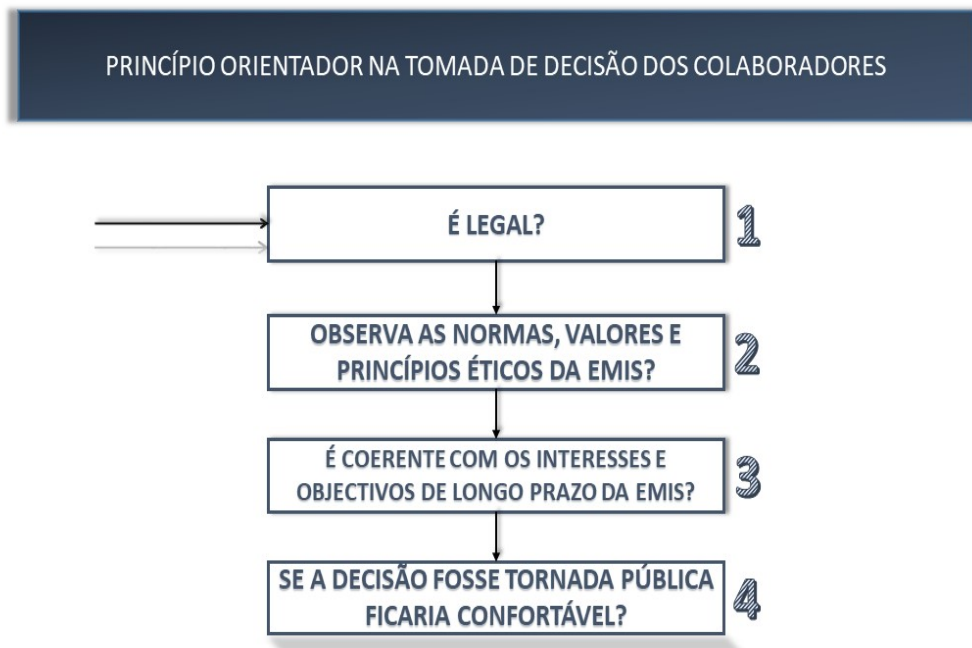 PRINCÍPIO ORIENTADOR NA TOMADA DE DECISÃO DOS COLABORADORES
É LEGAL?
1
OBSERVA AS NORMAS, VALORES E
PRINCÍPIOS ÉTICOS DA EMIS?
2
É COERENTE COM OS INTERESSES E
OBJECTIVOS DE LONGO PRAZO DA EMIS?
3
SE A DECISÃO FOSSE TORNADA PÚBLICA
FICARIA CONFORTÁVEL?
4